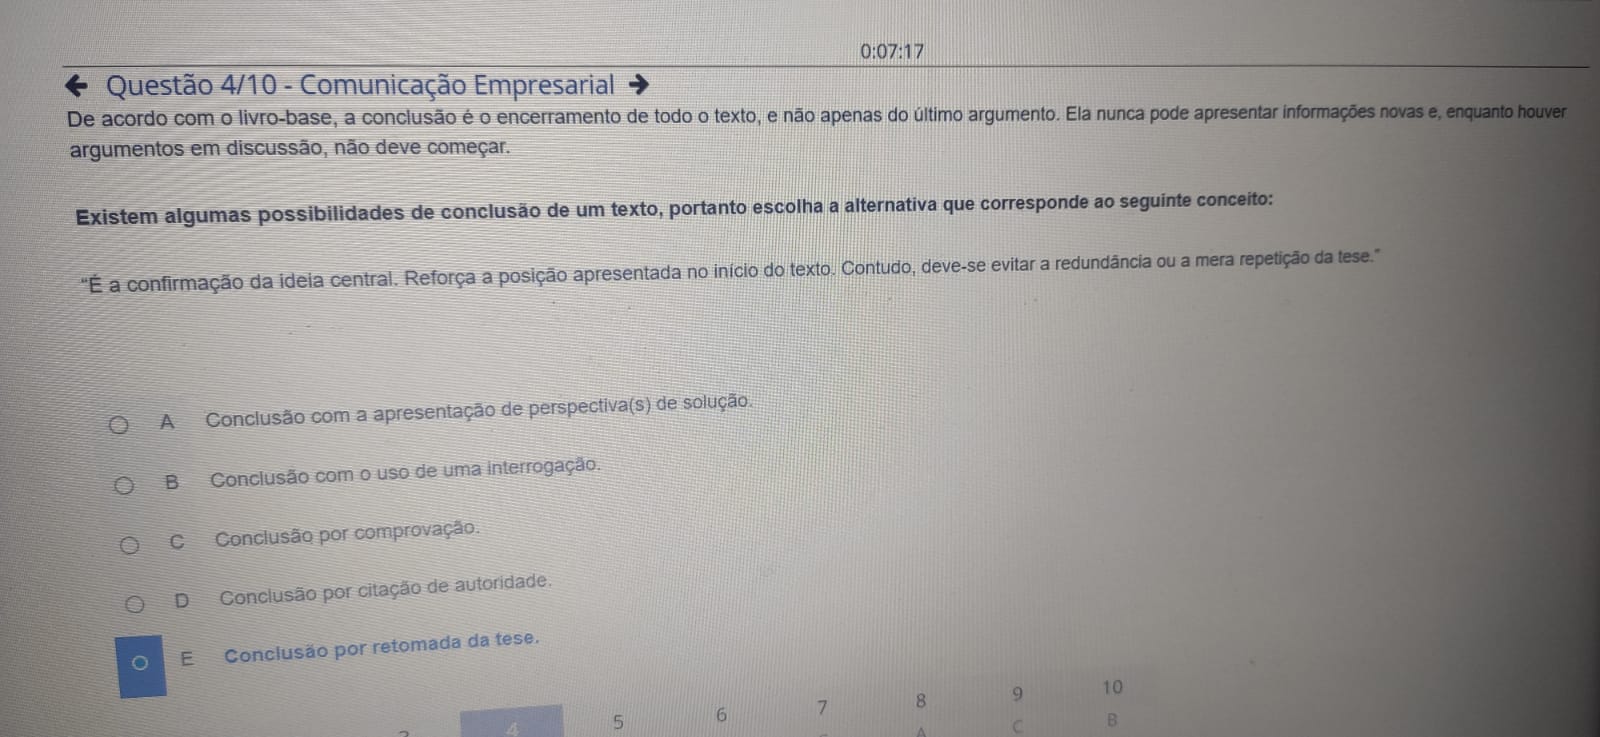 0:07:17
← Questão 4/10 - Comunicação Empresarial →
De acordo com o livro-base, a conclusão é o encerramento de todo o texto, e não apenas do último argumento. Ela nunca pode apresentar informações novas e, enquanto houver
argumentos em discussão, não deve começar.
Existem algumas possibilidades de conclusão de um texto, portanto escolha a alternativa que corresponde ao seguinte conceito:
“É a confirmação da ideia central. Reforça a posição apresentada no início do texto. Contudo, deve-se evitar a redundância ou a mera repetição da tese.”
A Conclusão com a apresentação de perspectiva(s) de solução.
B Conclusão com o uso de uma interrogação.
C Conclusão por comprovação.
D Conclusão por citação de autoridade.
E Conclusão por retomada da tese.
4 5 6 7 8 9 10
A C B